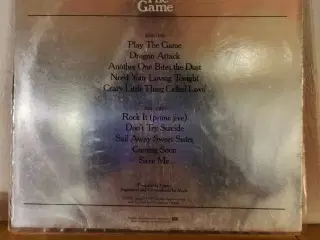 The
Game
Play The Game
Dragon Attack
Another One Bites the Dust
Need Your Loving Tonight
Crazy Little Thing Called Love
Rock It (prime jive)
Don't Try Suicide
Sail Away Sweet Sister
Coming Soon
Save Me